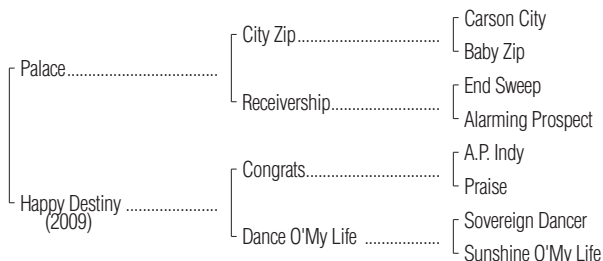 Carson City
City Zip
Baby Zip
Palace
End Sweep
Receivership
Alarming Prospect
A.P. Indy
Congrats
Praise
Happy Destiny
(2009)
Sovereign Dancer
Dance O'My Life
Sunshine O'My Life